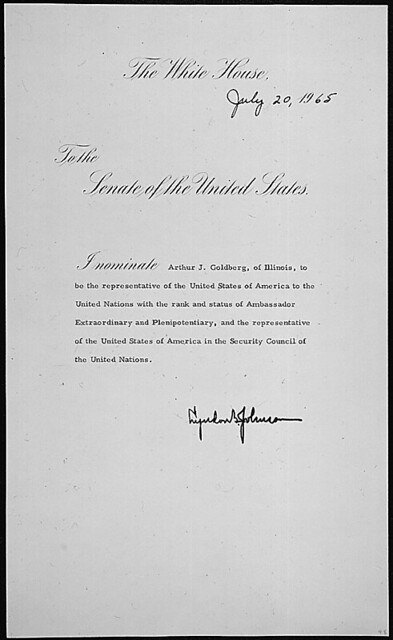 The White House,
July 20, 1965
To the
Senate of the United States.
I nominate Arthur J. Goldberg, of Illinois, to
be the representative of the United States of America to the
United Nations with the rank and status of Ambassador
Extraordinary and Plenipotentiary, and the representative
of the United States of America in the Security Council of
the United Nations.
Lyndon B. Johnson